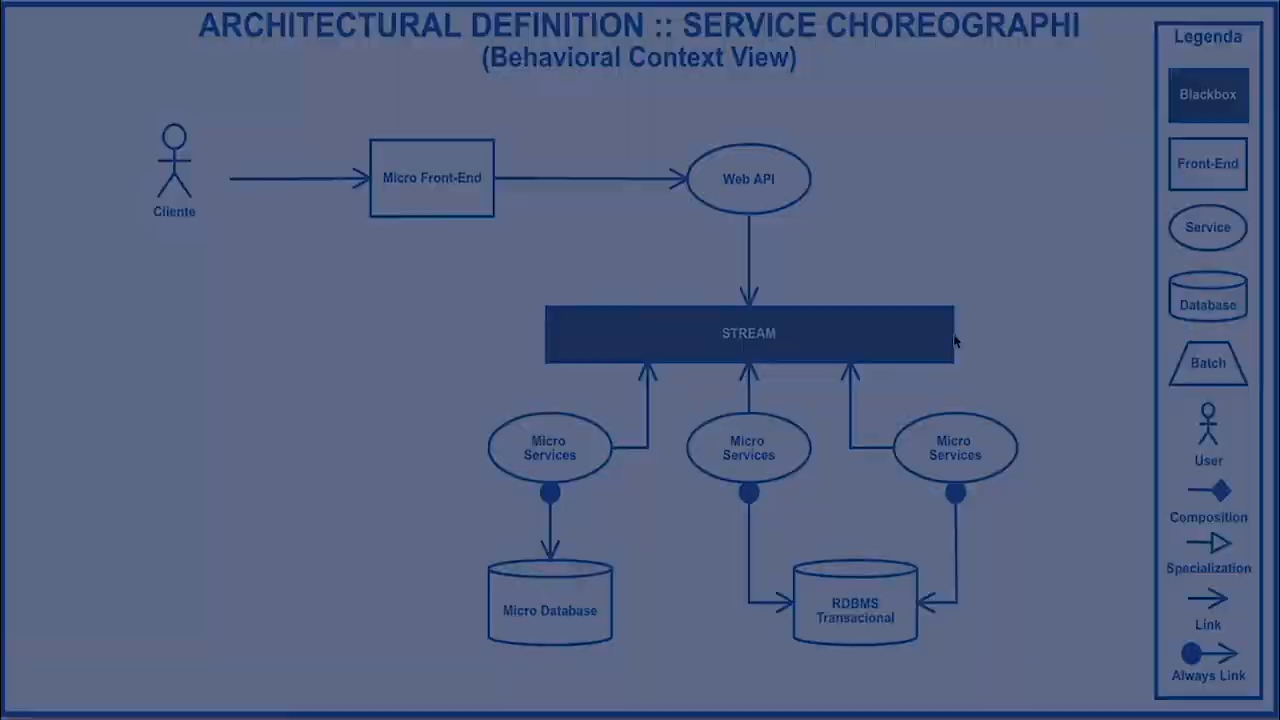 ARCHITECTURAL DEFINITION :: SERVICE CHOREOGRAPHI
(Behavioral Context View)
Cliente
Micro Front-End
Web API
STREAM
Micro
Services
Micro
Services
Micro
Services
Micro Database
RDBMS
Transacional
Legenda
Blackbox
Front-End
Service
Database
Batch
User
Composition
Specialization
Link
Always Link